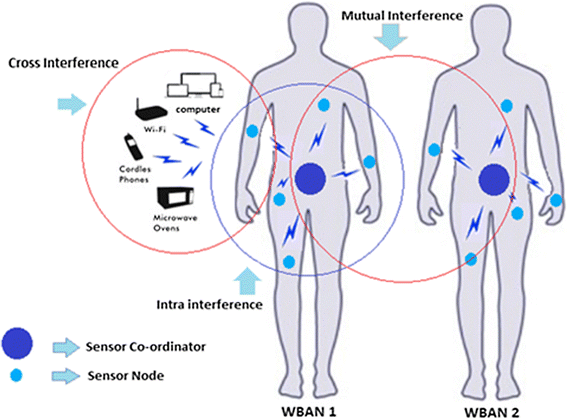 Mutual Interference
Cross Interference
computer
Wi-Fi
Cordles
Phones
Microwave
Ovens
Intra interference
Sensor Co-ordinator
Sensor Node
WBAN 1
WBAN 2